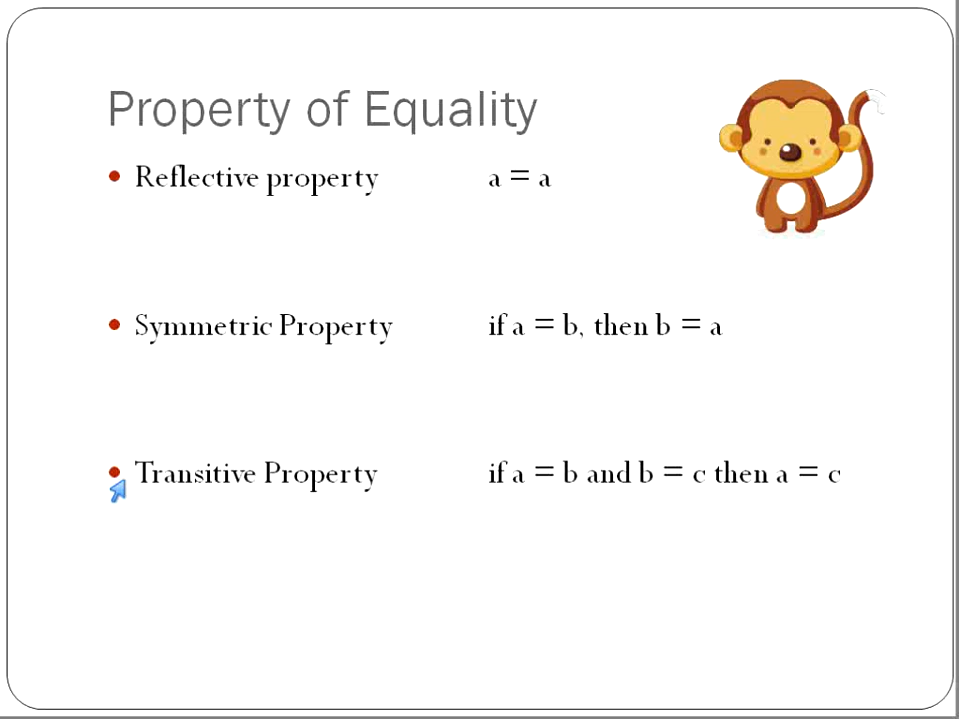 Property of Equality
Reflective property a = a
Symmetric Property if a = b, then b = a
Transitive Property if a = b and b = c then a = c